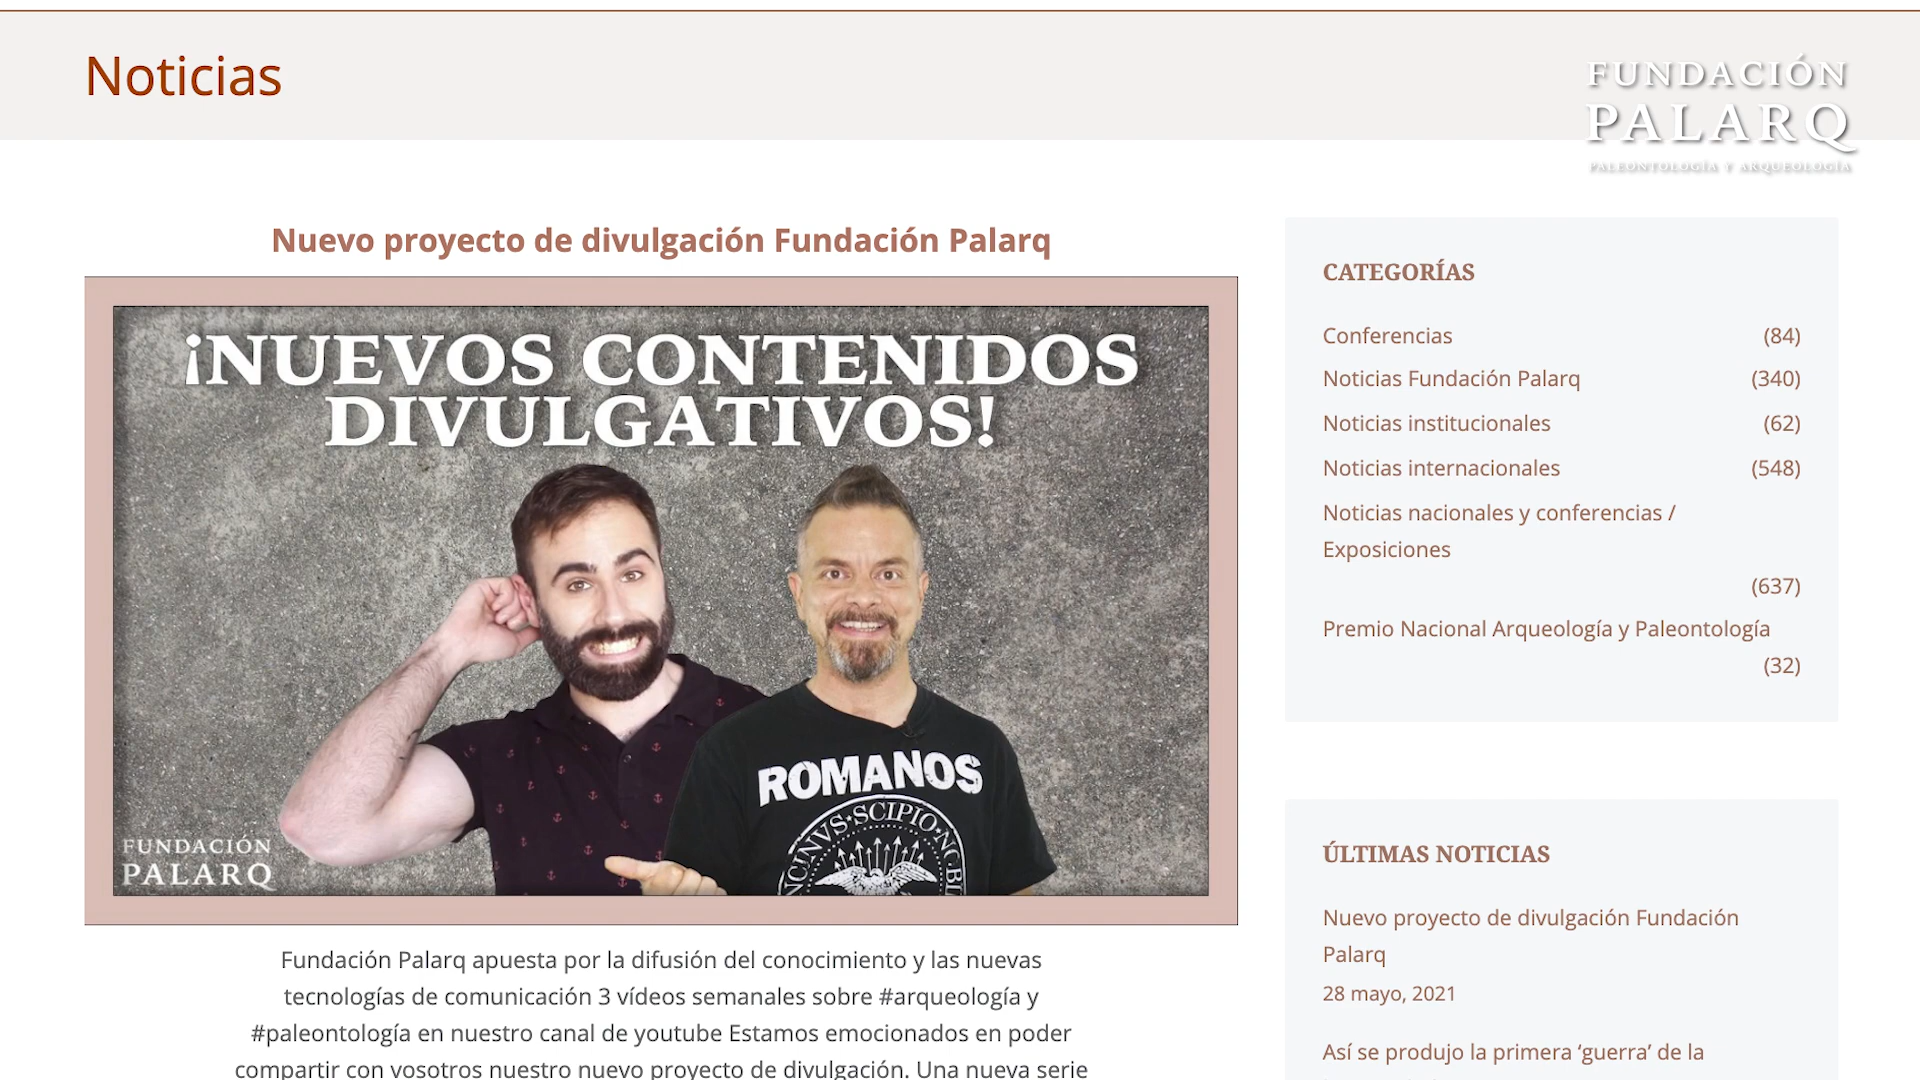 Noticias
FUNDACIÓN
PALARQ
PALEONTOLOGÍA Y ARQUEOLOGÍA
Nuevo proyecto de divulgación Fundación Palarq
¡NUEVOS CONTENIDOS
DIVULGATIVOS!
ROMANOS
SCIPIO
FUNDACIÓN
PALARQ
Fundación Palarq apuesta por la difusión del conocimiento y las nuevas
tecnologías de comunicación 3 vídeos semanales sobre #arqueología y
#paleontología en nuestro canal de youtube Estamos emocionados en poder
compartir con vosotros nuestro nuevo proyecto de divulgación. Una nueva serie
CATEGORÍAS
Conferencias (84)
Noticias Fundación Palarq (340)
Noticias institucionales (62)
Noticias internacionales (548)
Noticias nacionales y conferencias /
Exposiciones
(637)
Premio Nacional Arqueología y Paleontología
(32)
ÚLTIMAS NOTICIAS
Nuevo proyecto de divulgación Fundación
Palarq
28 mayo, 2021
Así se produjo la primera ‘guerra’ de la